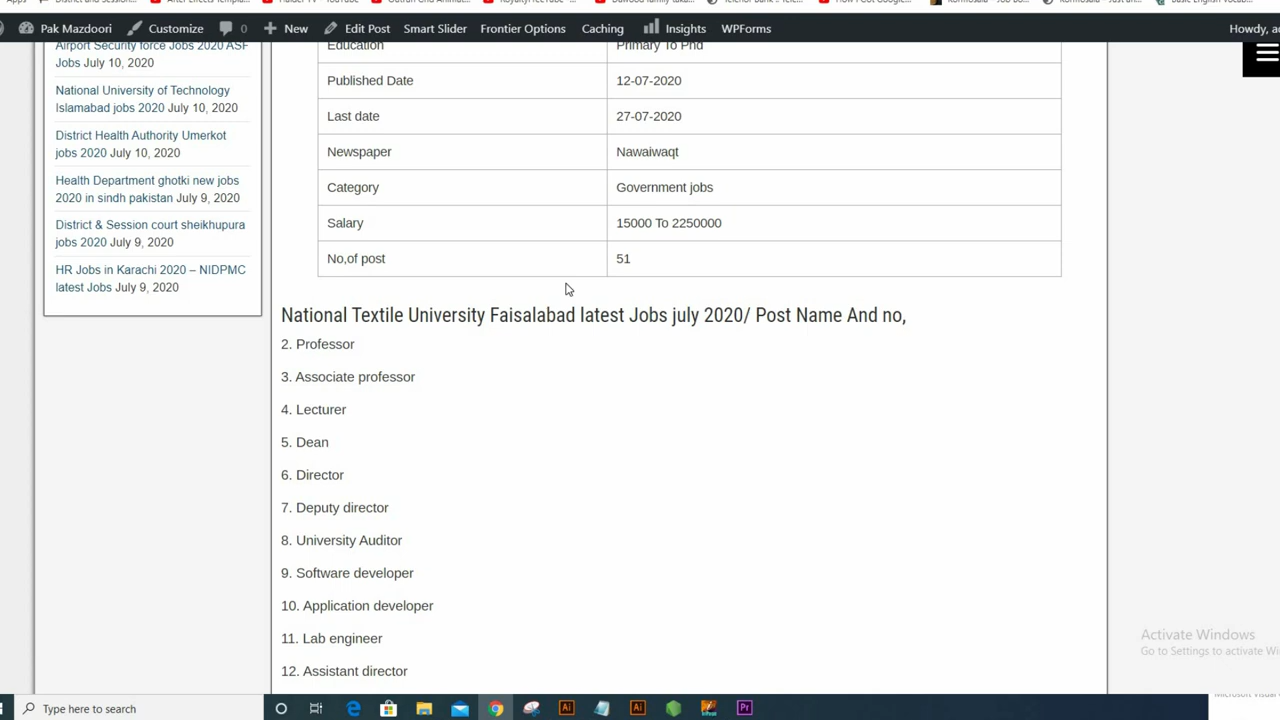 Pak Mazdoori Customize 0 New Edit Post Smart Slider Frontier Options Caching Insights WPForms Howdy,
Airport Security force Jobs 2020 ASF
Jobs July 10, 2020
National University of Technology
Islamabad jobs 2020 July 10, 2020
District Health Authority Umerkot
jobs 2020 July 10, 2020
Health Department ghotki new jobs
2020 in sindh pakistan July 9, 2020
District & Session court sheikhupura
jobs 2020 July 9, 2020
HR Jobs in Karachi 2020 – NIDPMC
latest Jobs July 9, 2020
Education Primary To Phd
Published Date 12-07-2020
Last date 27-07-2020
Newspaper Nawaiwaqt
Category Government jobs
Salary 15000 To 2250000
No,of post 51
National Textile University Faisalabad latest Jobs july 2020/ Post Name And no,
2. Professor
3. Associate professor
4. Lecturer
5. Dean
6. Director
7. Deputy director
8. University Auditor
9. Software developer
10. Application developer
11. Lab engineer
12. Assistant director
Activate Windows
Go to Settings to activate
Type here to search